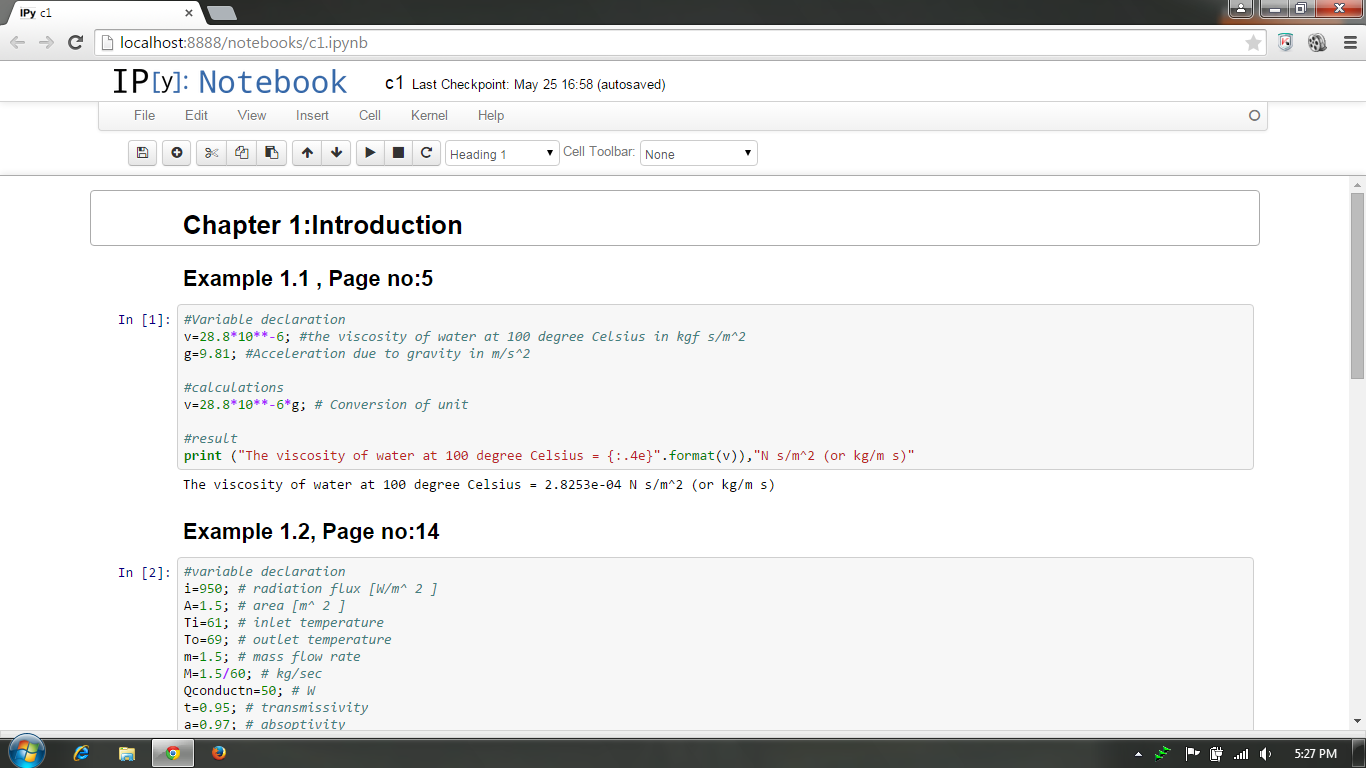 IPy c1
localhost:8888/notebooks/c1.ipynb
IP[y]: Notebook c1 Last Checkpoint: May 25 16:58 (autosaved)
File Edit View Insert Cell Kernel Help
Heading 1 Cell Toolbar: None
Chapter 1:Introduction
Example 1.1 , Page no:5
In [1]: #Variable declaration
v=28.8*10**-6; #the viscosity of water at 100 degree Celsius in kgf s/m^2
g=9.81; #Acceleration due to gravity in m/s^2
#calculations
v=28.8*10**-6*g; # Conversion of unit
#result
print ("The viscosity of water at 100 degree Celsius = {:.4e}".format(v)),"N s/m^2 (or kg/m s)"
The viscosity of water at 100 degree Celsius = 2.8253e-04 N s/m^2 (or kg/m s)
Example 1.2, Page no:14
In [2]: #variable declaration
i=950; # radiation flux [W/m^ 2 ]
A=1.5; # area [m^ 2 ]
Ti=61; # inlet temperature
To=69; # outlet temperature
m=1.5; # mass flow rate
M=1.5/60; # kg/sec
Qconductn=50; # W
t=0.95; # transmissivity
a=0.97; # absoptivity
5:27 PM